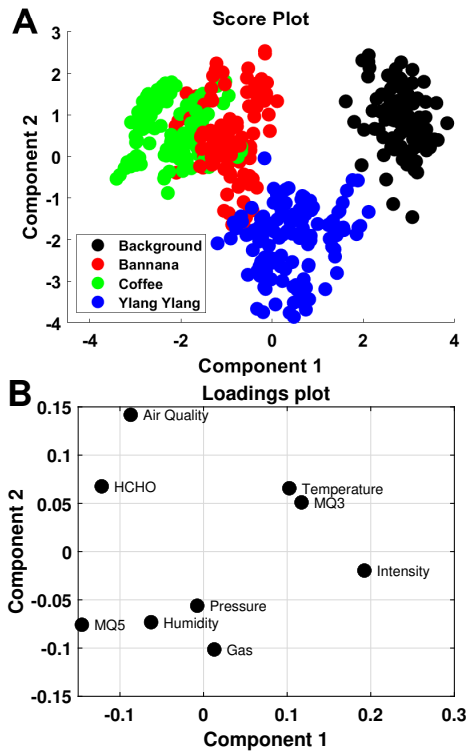 A
Score Plot
3
2
1
0
-1
-2
-3
-4
Component 2
Background
Bannana
Coffee
Ylang Ylang
-4
-2
0
2
4
Component 1
B
Loadings plot
0.15
0.1
0.05
0
-0.05
-0.1
-0.15
Component 2
Air Quality
HCHO
Temperature
MQ3
Intensity
Pressure
MQ5
Humidity
Gas
-0.1
0
0.1
0.2
0.3
Component 1